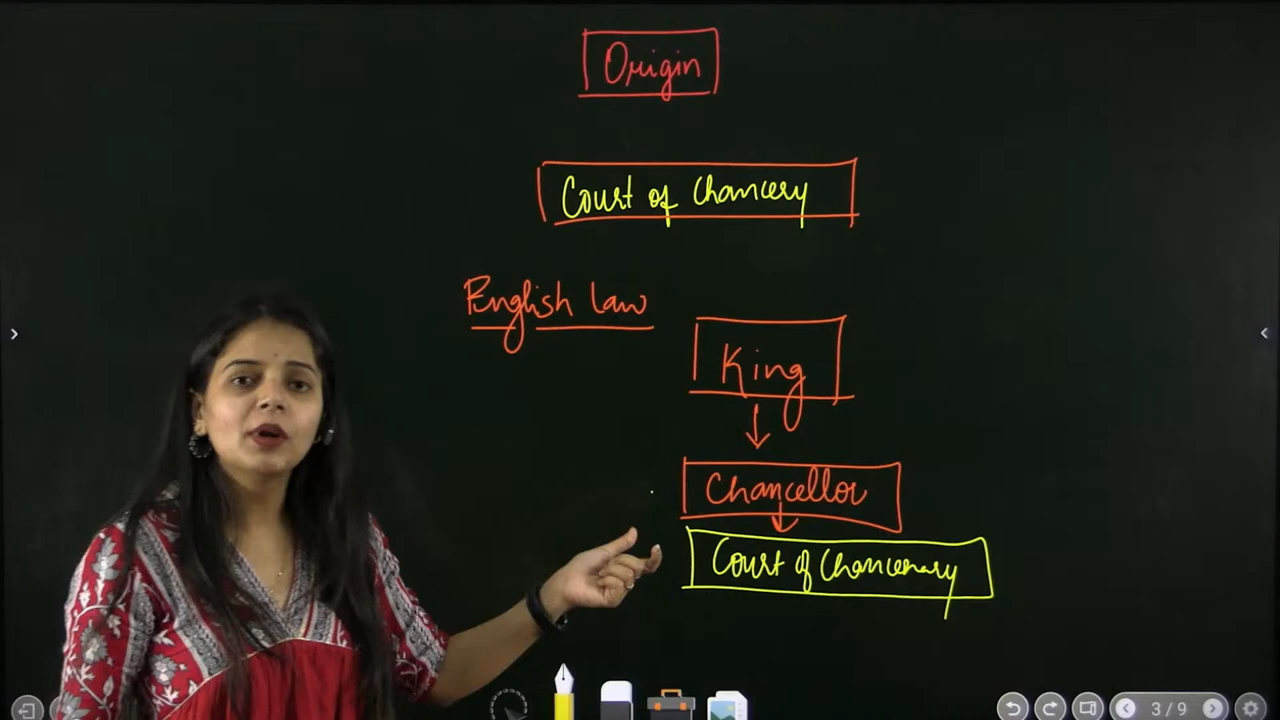 Origin
Court of Chancery
English law
King
Chancellor
Court of Chancenary
3/9